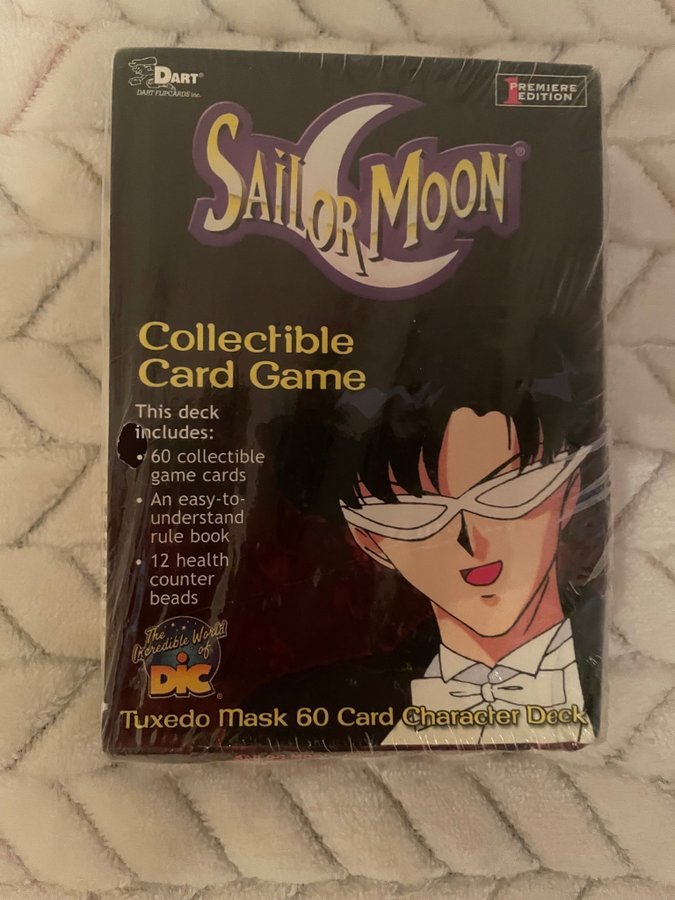 DART®
DART FLIPCARDS inc.
1 PREMIERE
EDITION
SAILOR MOON®
Collectible
Card Game
This deck
includes:
• 60 collectible
game cards
• An easy-to-
understand
rule book
• 12 health
counter
beads
The
Incredible World
of
DIC®
Tuxedo Mask 60 Card Character Deck